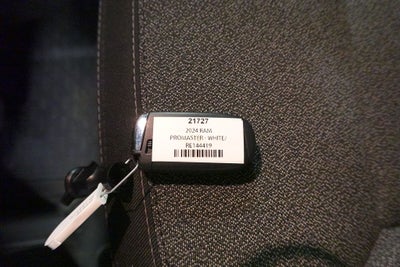 21727
2024 RAM
PROMASTER - WHITE/
RE144419